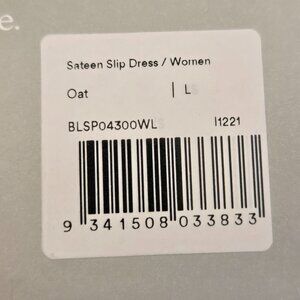 e.
Sateen Slip Dress / Women
Oat | L
BLSP04300WL I1221
9 341508 033833